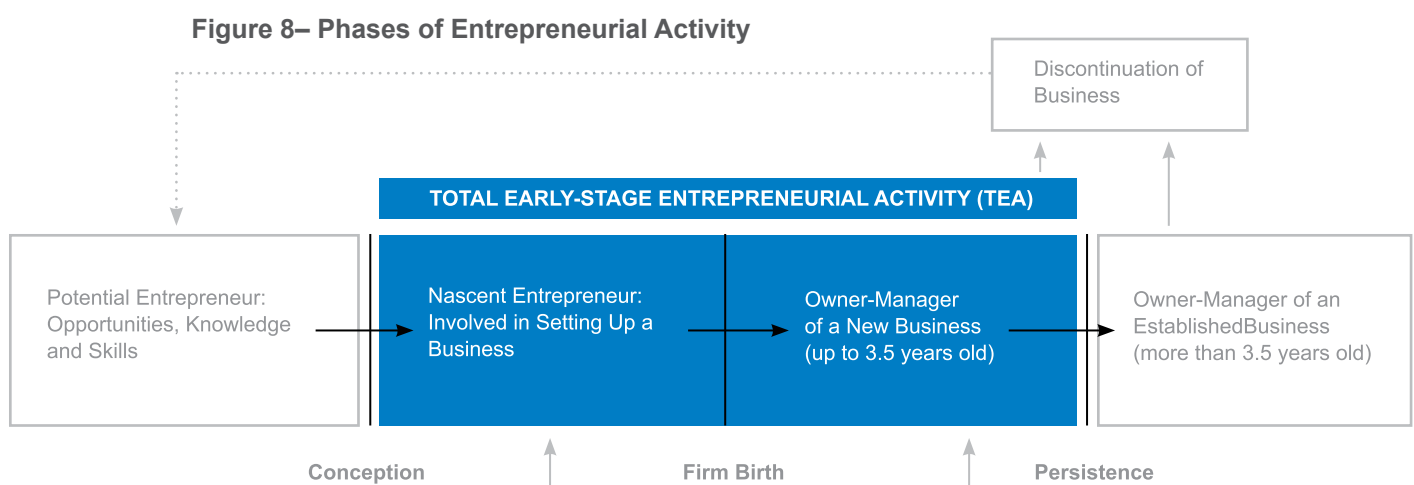 Figure 8– Phases of Entrepreneurial Activity
Discontinuation of
Business
TOTAL EARLY-STAGE ENTREPRENEURIAL ACTIVITY (TEA)
Potential Entrepreneur:
Opportunities, Knowledge
and Skills
Nascent Entrepreneur:
Involved in Setting Up a
Business
Owner-Manager
of a New Business
(up to 3.5 years old)
Owner-Manager of an
EstablishedBusiness
(more than 3.5 years old)
Conception
Firm Birth
Persistence